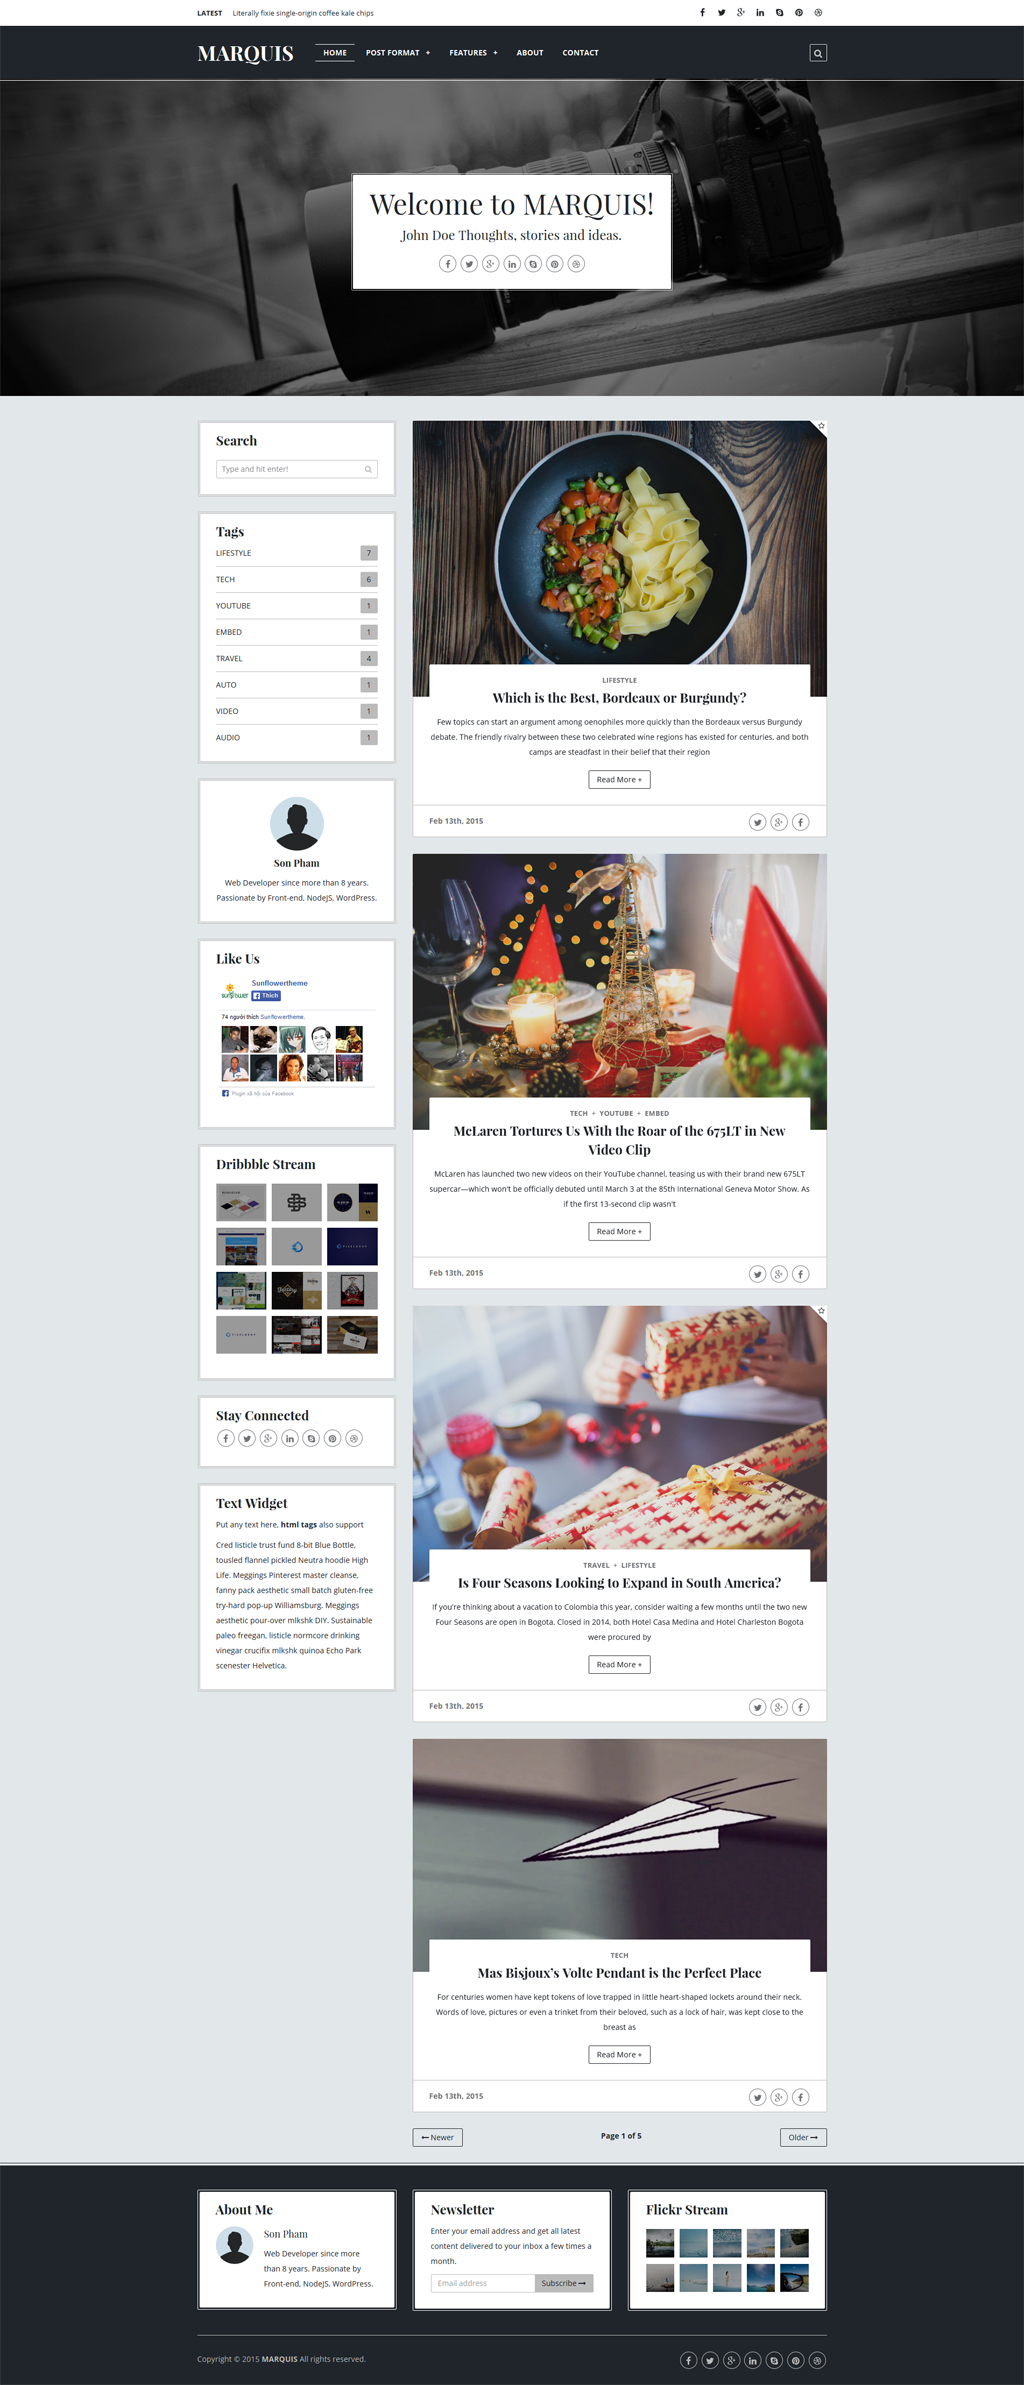 LATEST Literally fixie single-origin coffee kale chips
MARQUIS HOME POST FORMAT + FEATURES + ABOUT CONTACT
Welcome to MARQUIS!
John Doe Thoughts, stories and ideas.
Search
Type and hit enter!
Tags
LIFESTYLE 7
TECH 6
YOUTUBE 1
EMBED 1
TRAVEL 4
AUTO 1
VIDEO 1
AUDIO 1
Son Pham
Web Developer since more than 8 years.
Passionate by Front-end, NodeJS, WordPress.
Like Us
Sunflowertheme
Thích
74 người thích Sunflowertheme.
Plugin xã hội của Facebook
Dribbble Stream
Stay Connected
Text Widget
Put any text here, html tags also support
Cred listicle trust fund 8-bit Blue Bottle,
tousled flannel pickled Neutra hoodie High
Life. Meggings Pinterest master cleanse,
fanny pack aesthetic small batch gluten-free
try-hard pop-up Williamsburg. Meggings
aesthetic pour-over mlkshk DIY. Sustainable
paleo freegan, listicle normcore drinking
vinegar crucifix mlkshk quinoa Echo Park
scenester Helvetica.
LIFESTYLE
Which is the Best, Bordeaux or Burgundy?
Few topics can start an argument among oenophiles more quickly than the Bordeaux versus Burgundy
debate. The friendly rivalry between these two celebrated wine regions has existed for centuries, and both
camps are steadfast in their belief that their region
Read More +
Feb 13th, 2015
TECH + YOUTUBE + EMBED
McLaren Tortures Us With the Roar of the 675LT in New
Video Clip
McLaren has launched two new videos on their YouTube channel, teasing us with their brand new 675LT
supercar—which won't be officially debuted until March 3 at the 85th International Geneva Motor Show. As
if the first 13-second clip wasn't
Read More +
Feb 13th, 2015
TRAVEL + LIFESTYLE
Is Four Seasons Looking to Expand in South America?
If you're thinking about a vacation to Colombia this year, consider waiting a few months until the two new
Four Seasons are open in Bogota. Closed in 2014, both Hotel Casa Medina and Hotel Charleston Bogota
were procured by
Read More +
Feb 13th, 2015
TECH
Mas Bisjoux's Volte Pendant is the Perfect Place
For centuries women have kept tokens of love trapped in little heart-shaped lockets around their neck.
Words of love, pictures or even a trinket from their beloved, such as a lock of hair, was kept close to the
breast as
Read More +
Feb 13th, 2015
← Newer Page 1 of 5 Older →
About Me
Son Pham
Web Developer since more
than 8 years. Passionate by
Front-end, NodeJS, WordPress.
Newsletter
Enter your email address and get all latest
content delivered to your inbox a few times a
month.
Email address Subscribe →
Flickr Stream
Copyright © 2015 MARQUIS All rights reserved.